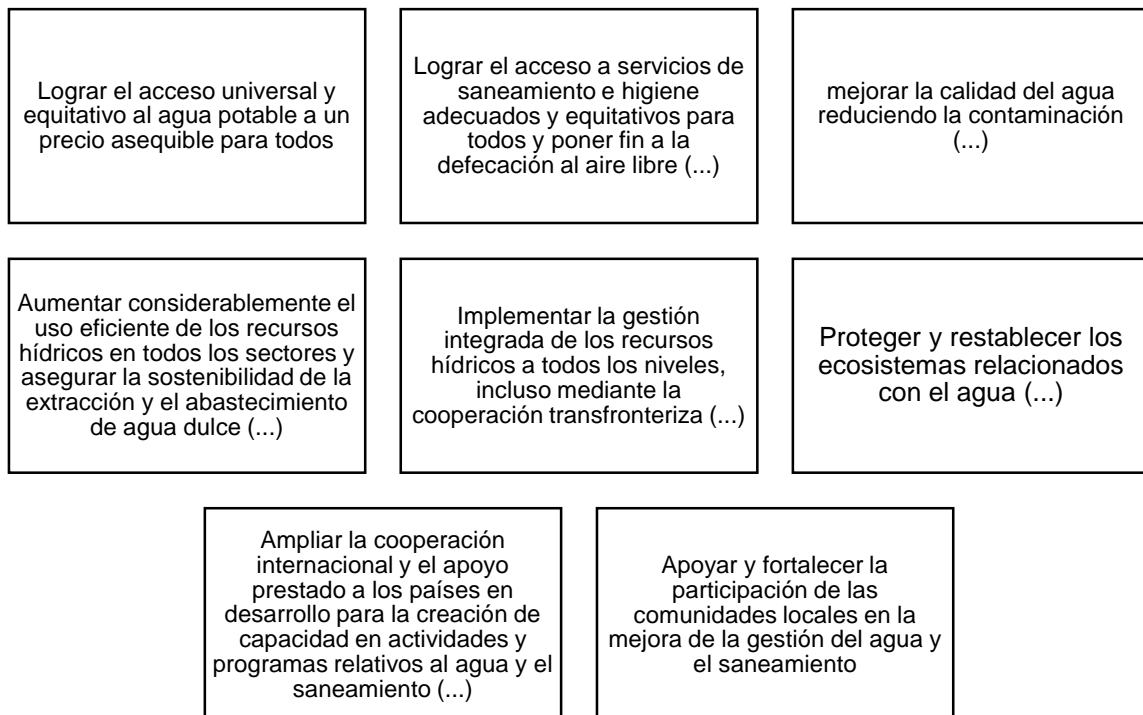 Lograr el acceso universal y
equitativo al agua potable a un
precio asequible para todos
Lograr el acceso a servicios de
saneamiento e higiene
adecuados y equitativos para
todos y poner fin a la
defecación al aire libre (...)
mejorar la calidad del agua
reduciendo la contaminación
(...)
Aumentar considerablemente el
uso eficiente de los recursos
hídricos en todos los sectores y
asegurar la sostenibilidad de la
extracción y el abastecimiento
de agua dulce (...)
Implementar la gestión
integrada de los recursos
hídricos a todos los niveles,
incluso mediante la
cooperación transfronteriza (...)
Proteger y restablecer los
ecosistemas relacionados
con el agua (...)
Ampliar la cooperación
internacional y el apoyo
prestado a los países en
desarrollo para la creación de
capacidad en actividades y
programas relativos al agua y el
saneamiento (...)
Apoyar y fortalecer la
participación de las
comunidades locales en la
mejora de la gestión del agua y
el saneamiento